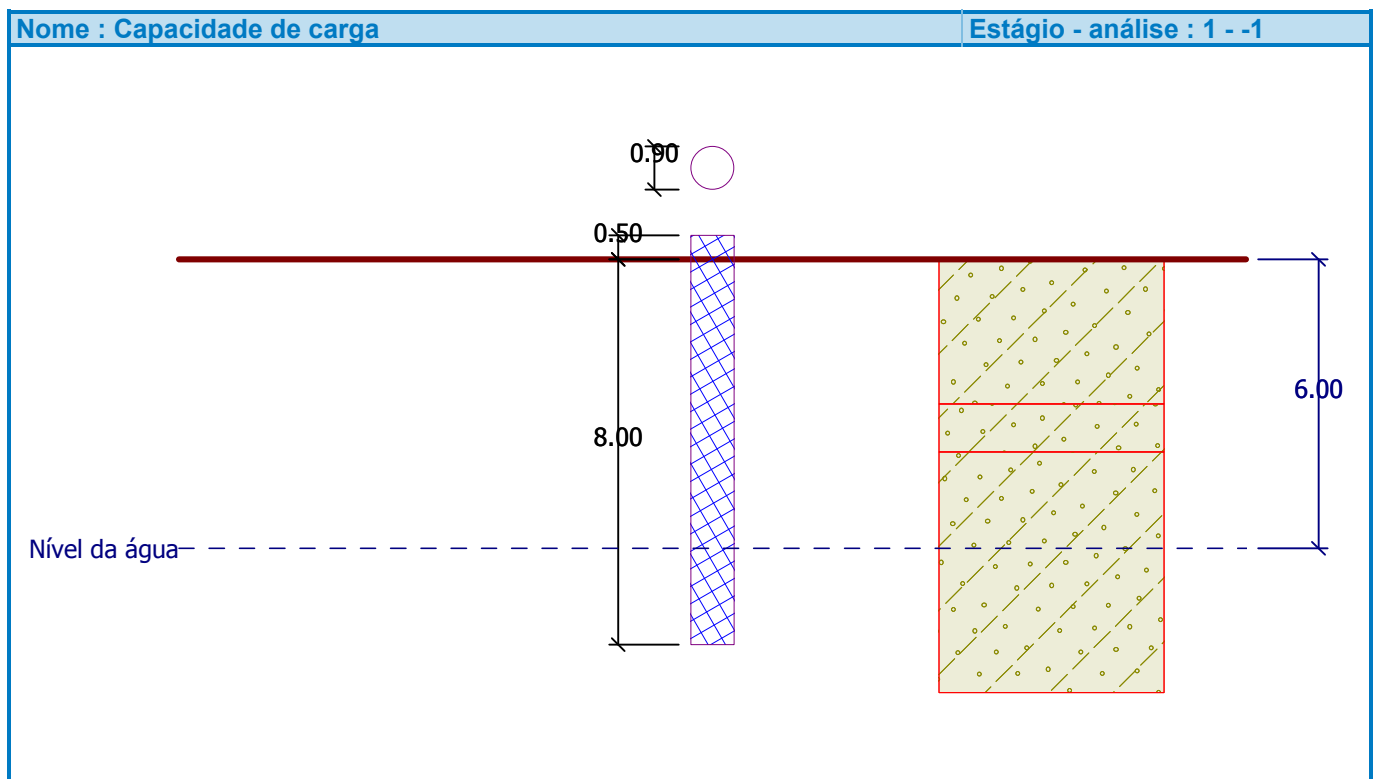 Nome : Capacidade de carga
Estágio - análise : 1 - -1
0.90
0.50
6.00
8.00
Nível da água